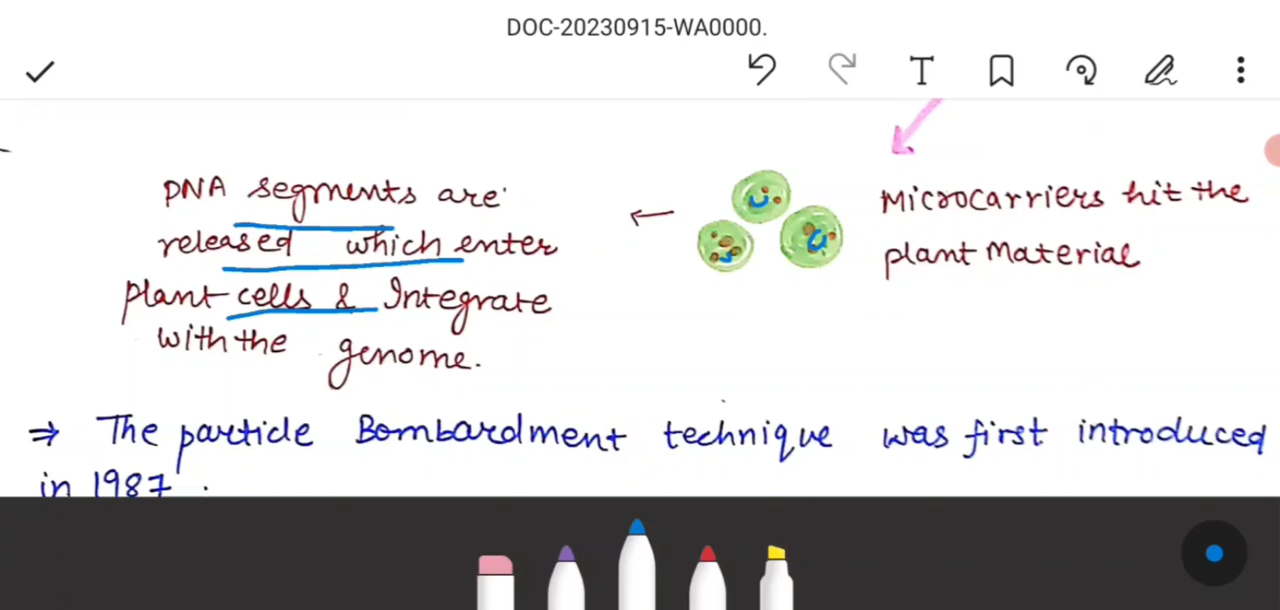 DOC-20230915-WA0000.
T
Microcarriers hit the
plant Material
DNA segments are
released which enter
plant cells & Integrate
with the genome.
⇒ The particle Bombardment technique was first introduced
in 1987.